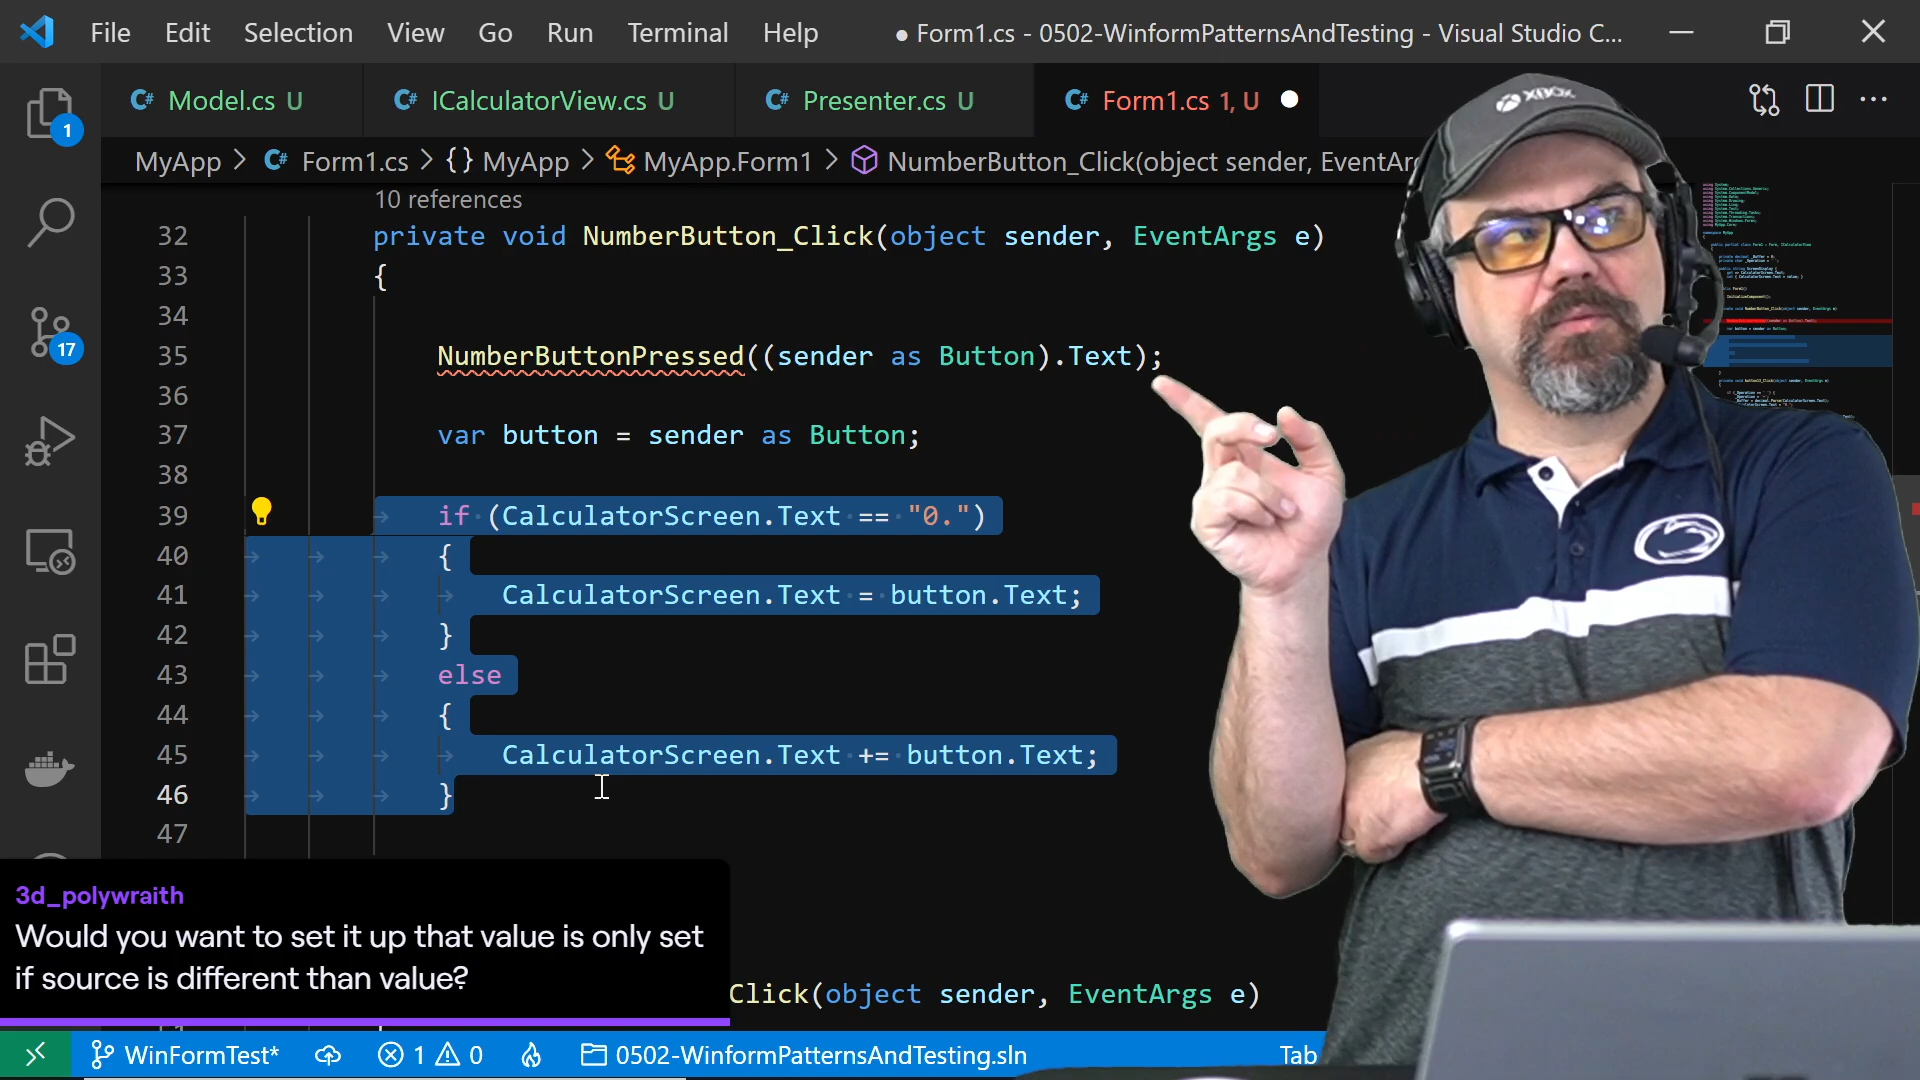 File Edit Selection View Go Run Terminal Help ● Form1.cs - 0502-WinformPatternsAndTesting - Visual Studio C...
C# Model.cs U C# ICalculatorView.cs U C# Presenter.cs U C# Form1.cs 1, U
1
MyApp > C# Form1.cs > {} MyApp > MyApp.Form1 > NumberButton_Click(object sender, EventArg
XBOX
10 references
32 private void NumberButton_Click(object sender, EventArgs e)
33 {
34
35 NumberButtonPressed((sender as Button).Text);
36
17
37 var button = sender as Button;
38
39 if (CalculatorScreen.Text == "0.")
40 {
41 CalculatorScreen.Text = button.Text;
42 }
43 else
44 {
45 CalculatorScreen.Text += button.Text;
46 }
47
3d_polywraith
Would you want to set it up that value is only set
if source is different than value?
Click(object sender, EventArgs e)
WinFormTest* 1 0 0502-WinformPatternsAndTesting.sln Tab